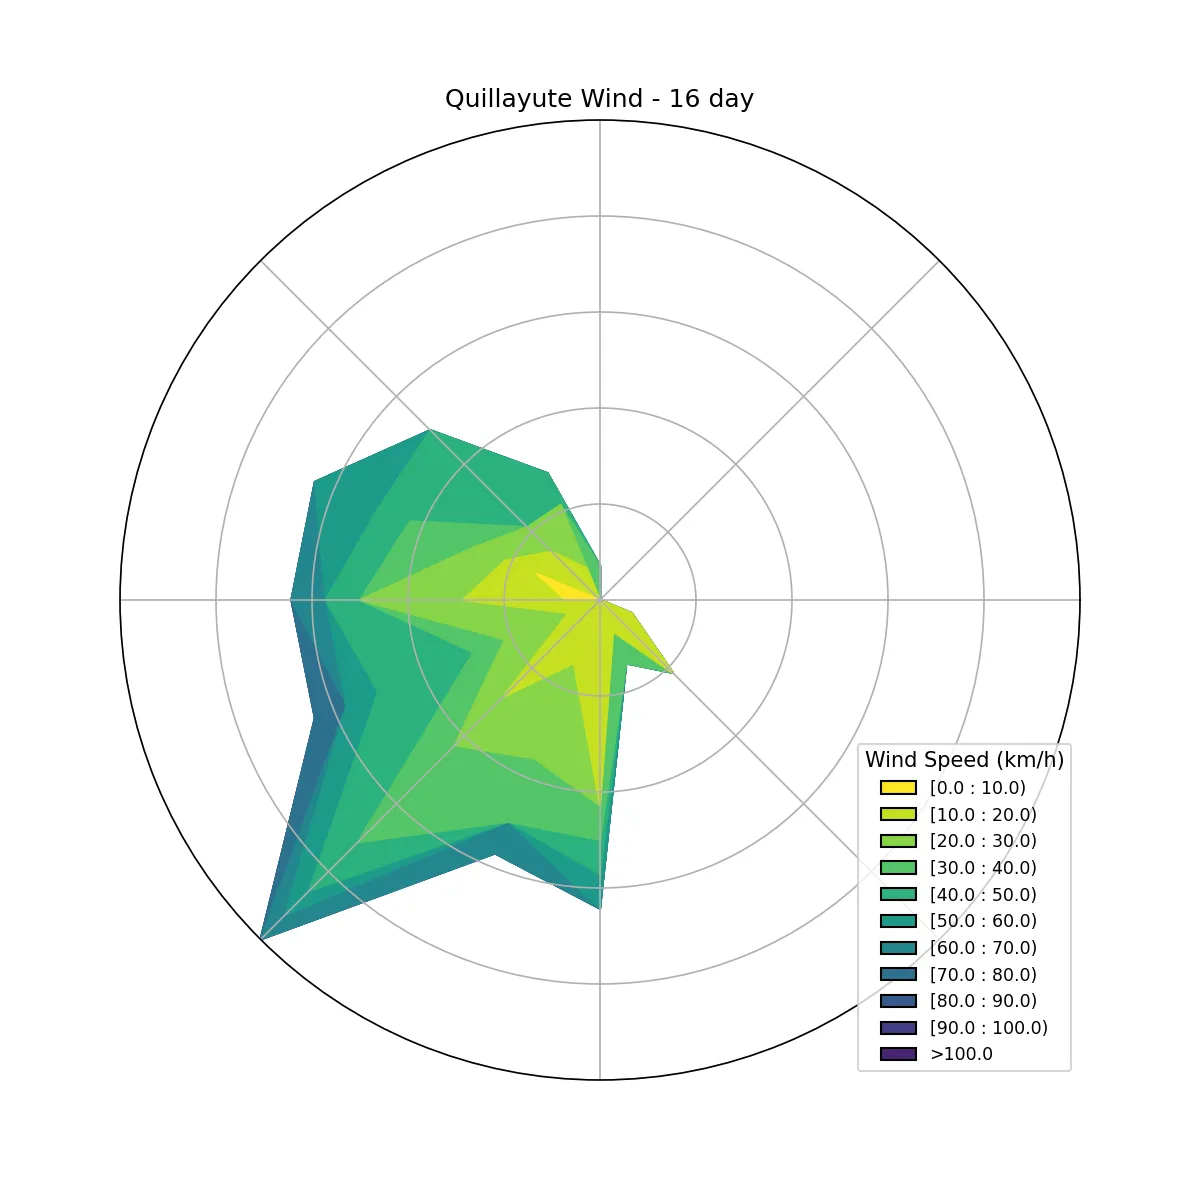 Quillayute Wind - 16 day
Wind Speed (km/h)
[0.0 : 10.0)
[10.0 : 20.0)
[20.0 : 30.0)
[30.0 : 40.0)
[40.0 : 50.0)
[50.0 : 60.0)
[60.0 : 70.0)
[70.0 : 80.0)
[80.0 : 90.0)
[90.0 : 100.0)
>100.0